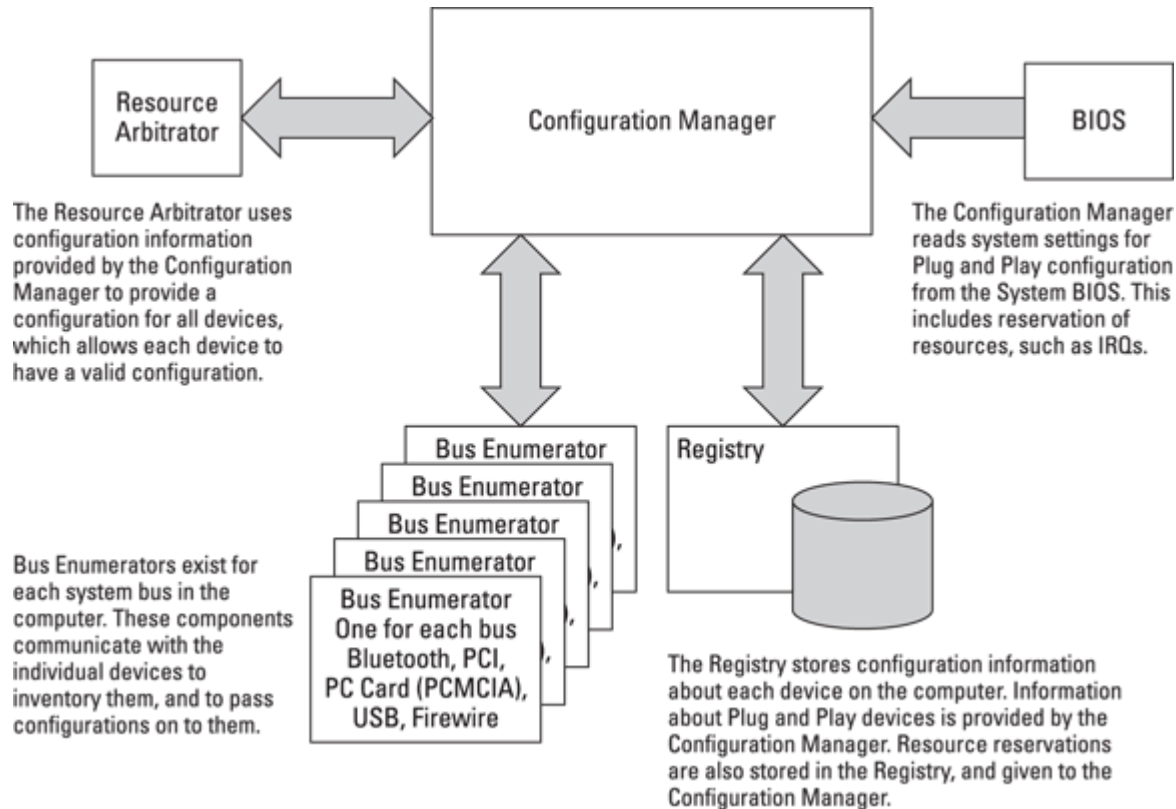 Resource
Arbitrator
Configuration Manager
BIOS
The Resource Arbitrator uses
configuration information
provided by the Configuration
Manager to provide a
configuration for all devices,
which allows each device to
have a valid configuration.
The Configuration Manager
reads system settings for
Plug and Play configuration
from the System BIOS. This
includes reservation of
resources, such as IRQs.
Bus Enumerator
Bus Enumerator
Bus Enumerator
Bus Enumerator
Bus Enumerator
One for each bus
Bluetooth, PCI,
PC Card (PCMCIA),
USB, Firewire
Registry
Bus Enumerators exist for
each system bus in the
computer. These components
communicate with the
individual devices to
inventory them, and to pass
configurations on to them.
The Registry stores configuration information
about each device on the computer. Information
about Plug and Play devices is provided by the
Configuration Manager. Resource reservations
are also stored in the Registry, and given to the
Configuration Manager.